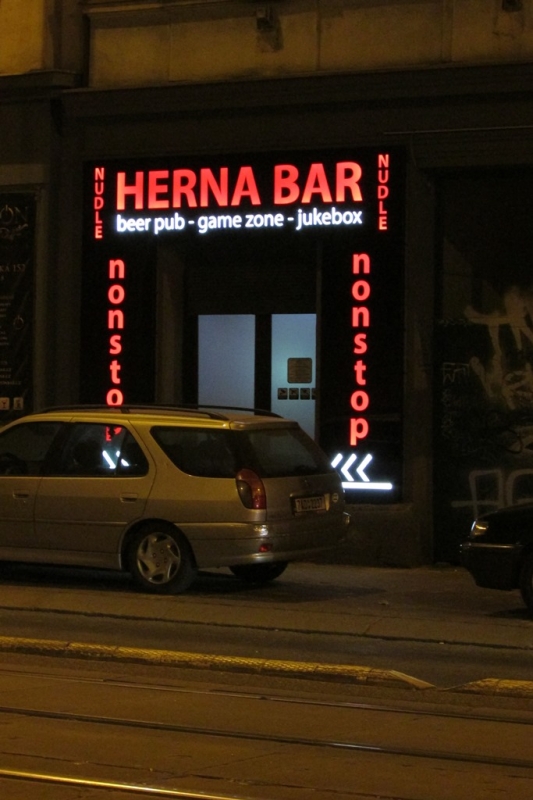 NUDLE
HERNA BAR
NUDLE
beer pub - game zone - jukebox
nonstop
nonstop